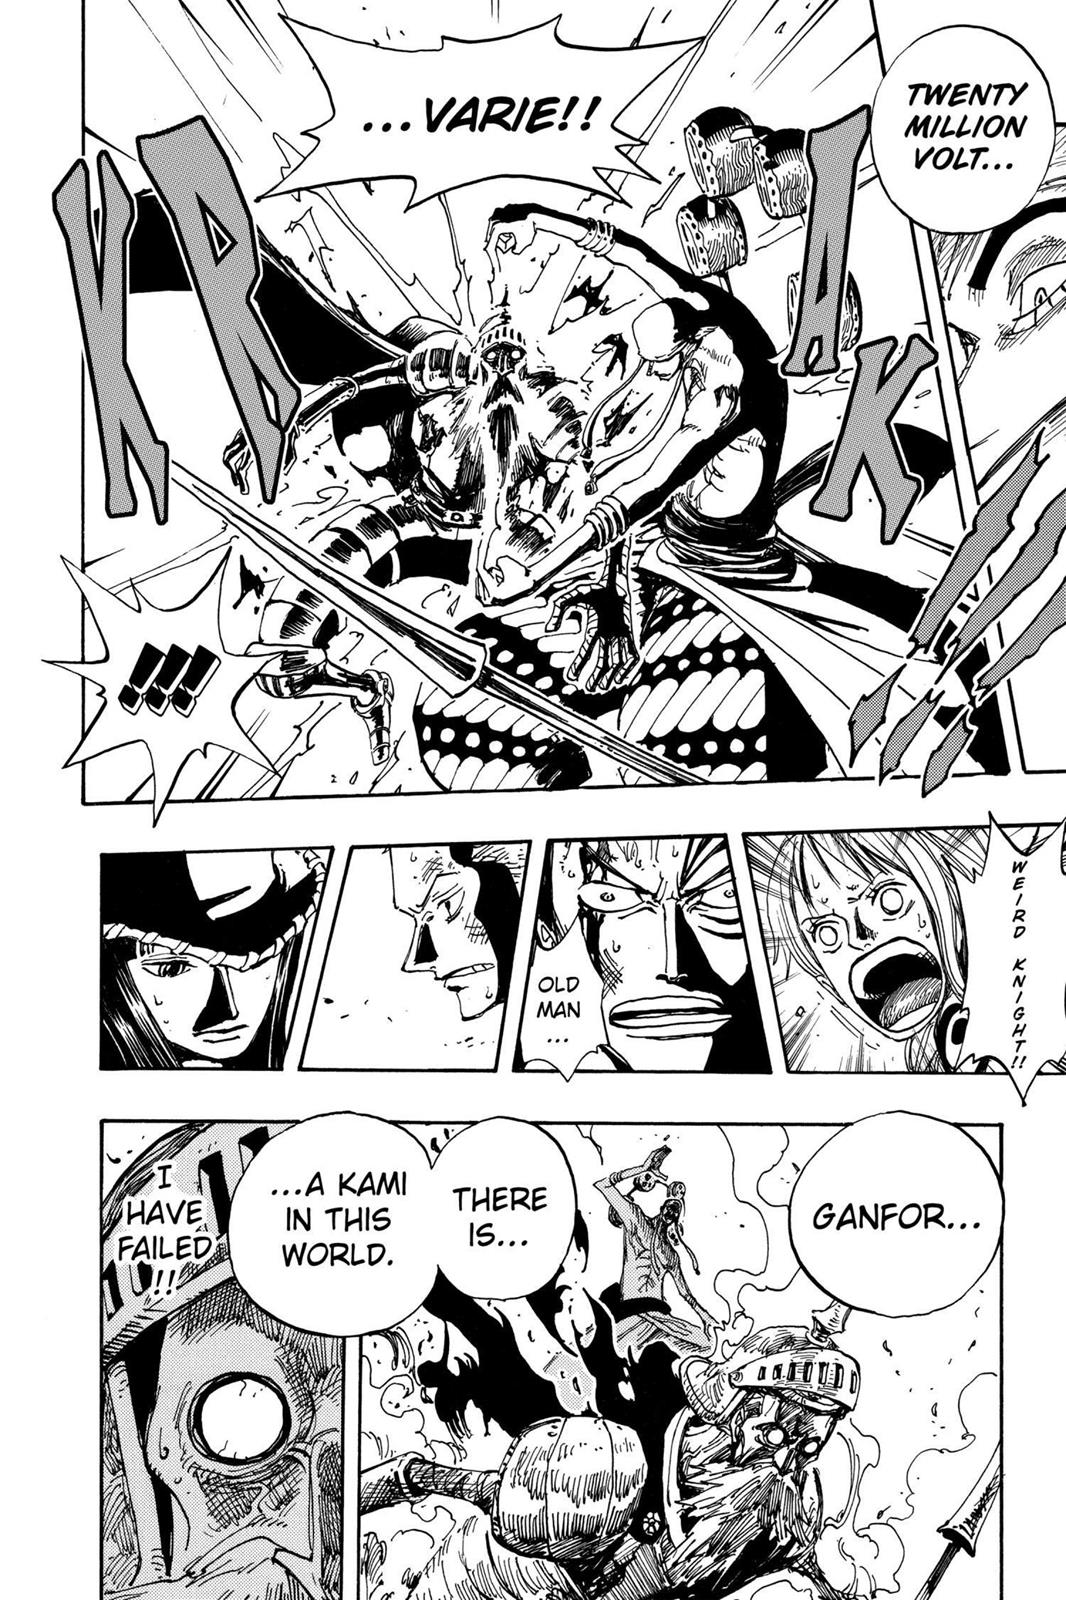 TWENTY
MILLION
VOLT...
...VARIE!!
KRAK
!!!
WEIRD KNIGHT!!
OLD
MAN
...
GANFOR...
THERE
IS...
...A KAMI
IN THIS
WORLD.
I
HAVE
FAILED
!!